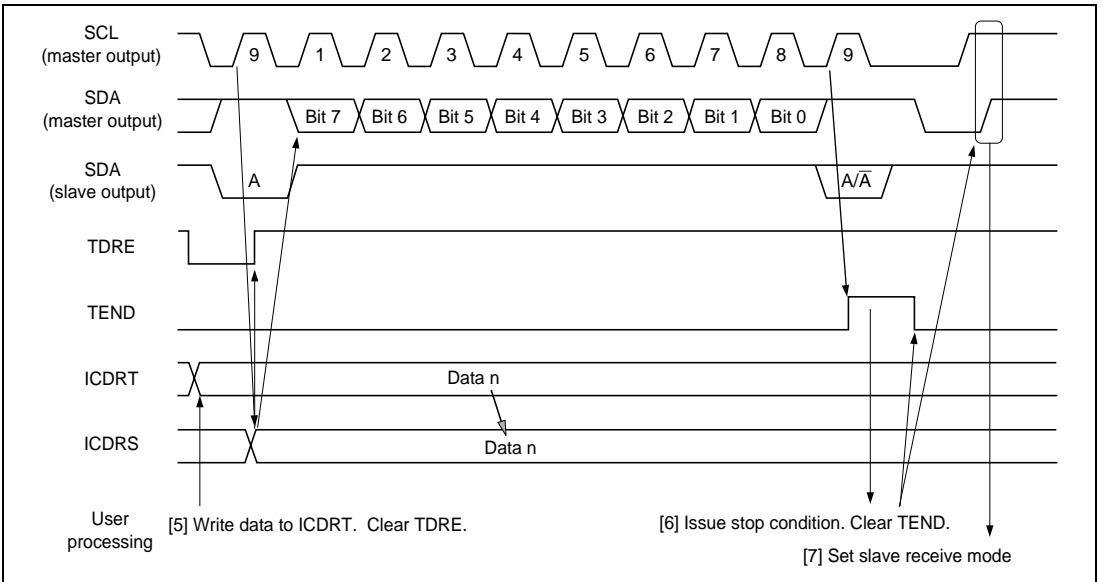 SCL
(master output)
9 1 2 3 4 5 6 7 8 9
SDA
(master output)
Bit 7 Bit 6 Bit 5 Bit 4 Bit 3 Bit 2 Bit 1 Bit 0
SDA
(slave output)
A A/A̅
TDRE
TEND
ICDRT
Data n
ICDRS
Data n
User
processing
[5] Write data to ICDRT. Clear TDRE.
[6] Issue stop condition. Clear TEND.
[7] Set slave receive mode